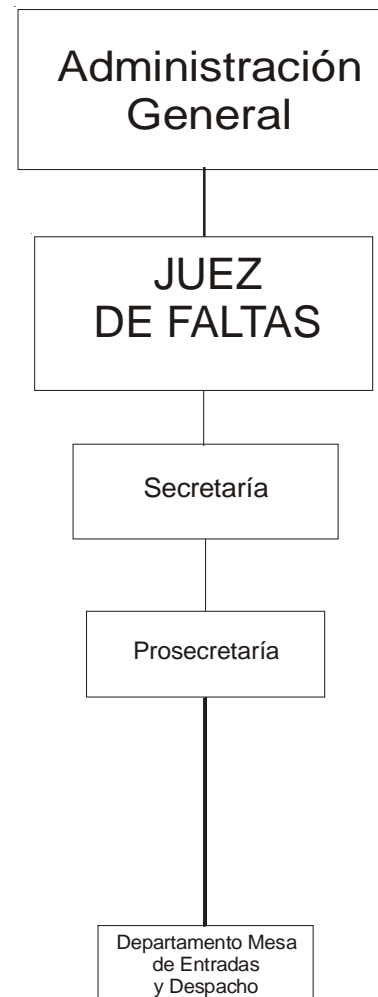 Administración
General
JUEZ
DE FALTAS
Secretaría
Prosecretaría
Departamento Mesa
de Entradas
y Despacho